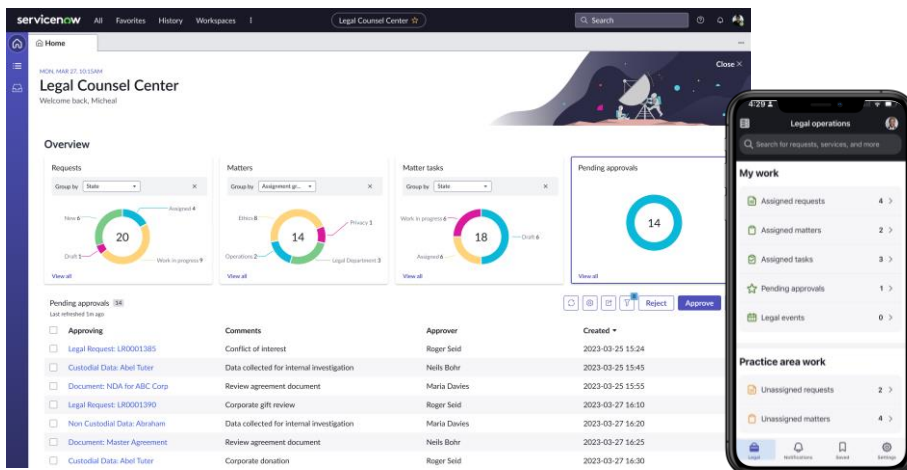 servicenow All Favorites History Workspaces Legal Counsel Center Search
Home
MON, MAR 27, 10:15AM
Close ×
Legal Counsel Center
Welcome back, Micheal
Overview
Requests
Group by State ×
New 6
Assigned 4
20
Draft 1
Work in progress 9
View all
Matters
Group by Assignment gr... ×
Ethics 8
Privacy 1
14
Operations 2
Legal Department 3
View all
Matter tasks
Group by State ×
Work in progress 6
18
Draft 6
Assigned 6
View all
Pending approvals
14
View all
Pending approvals 14
Last refreshed 1m ago
Reject Approve
Approving Comments Approver Created
Legal Request: LR0001385 Conflict of interest Roger Seid 2023-03-25 15:24
Custodial Data: Abel Tuter Data collected for internal investigation Neils Bohr 2023-03-25 15:45
Document: NDA for ABC Corp Review agreement document Maria Davies 2023-03-25 15:55
Legal Request: LR0001390 Corporate gift review Roger Seid 2023-03-27 16:10
Non Custodial Data: Abraham Data collected for internal investigation Maria Davies 2023-03-27 16:20
Document: Master Agreement Review agreement document Neils Bohr 2023-03-27 16:25
Custodial Data: Abel Tuter Corporate donation Roger Seid 2023-03-27 16:30
4:29
Legal operations
Search for requests, services, and more
My work
Assigned requests 4
Assigned matters 2
Assigned tasks 3
Pending approvals 1
Legal events 0
Practice area work
Unassigned requests 2
Unassigned matters 4
Legal Notifications Saved Settings